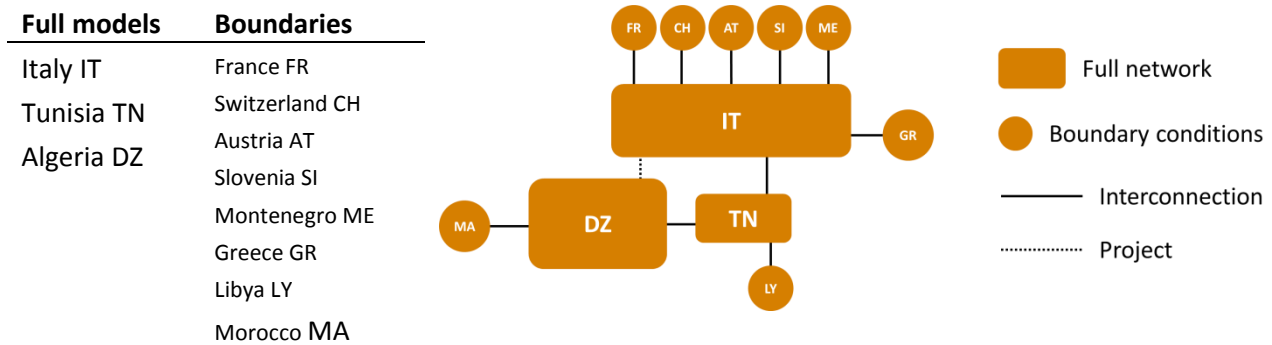 Full models Boundaries
Italy IT
Tunisia TN
Algeria DZ
France FR
Switzerland CH
Austria AT
Slovenia SI
Montenegro ME
Greece GR
Libya LY
Morocco MA
FR CH AT SI ME
IT
GR
DZ
TN
MA
LY
Full network
Boundary conditions
Interconnection
Project